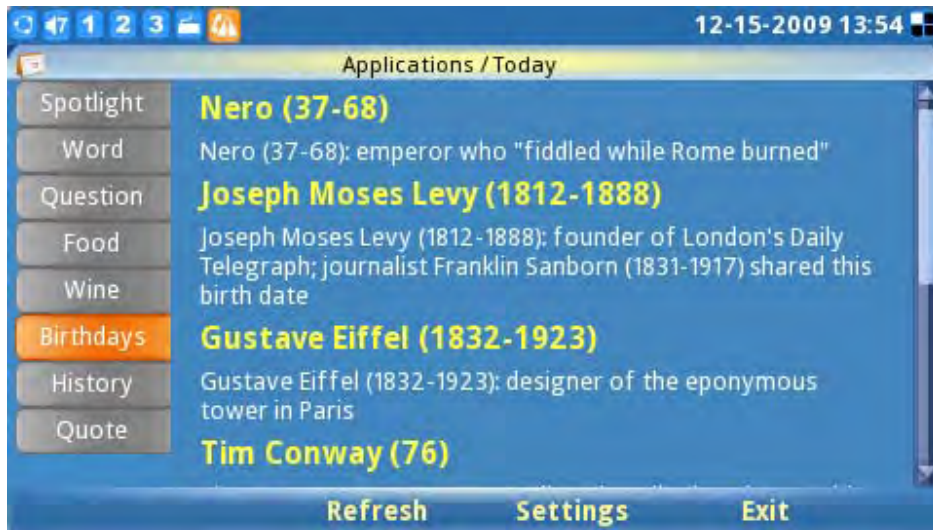 1 2 3
12-15-2009 13:54
Applications / Today
Spotlight
Word
Question
Food
Wine
Birthdays
History
Quote
Nero (37-68)
Nero (37-68): emperor who "fiddled while Rome burned"
Joseph Moses Levy (1812-1888)
Joseph Moses Levy (1812-1888): founder of London's Daily
Telegraph; journalist Franklin Sanborn (1831-1917) shared this
birth date
Gustave Eiffel (1832-1923)
Gustave Eiffel (1832-1923): designer of the eponymous
tower in Paris
Tim Conway (76)
Refresh
Settings
Exit